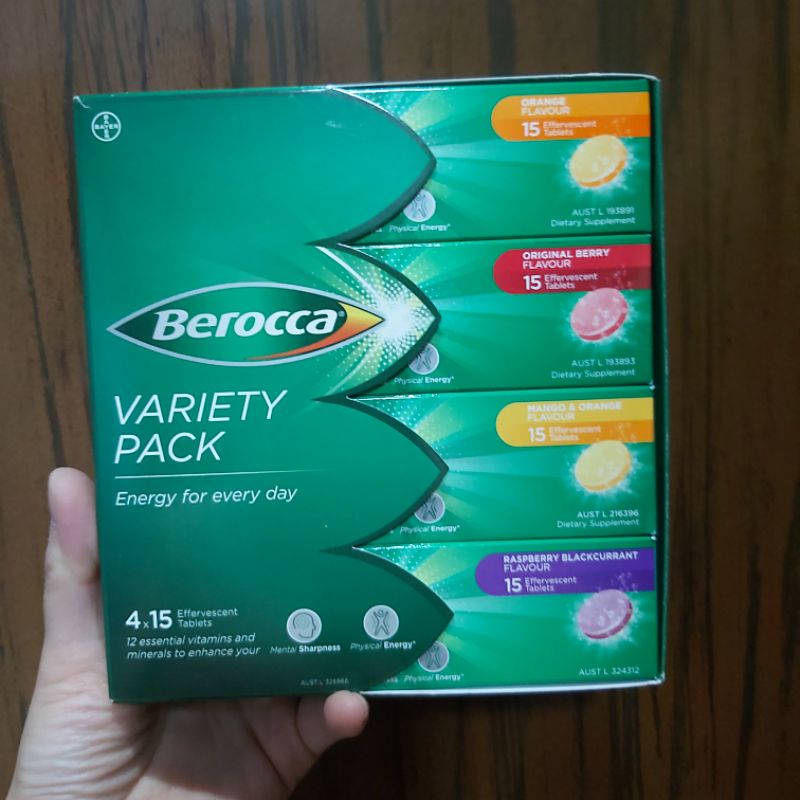 BAYER
Berocca®
VARIETY
PACK
Energy for every day
4x15 Effervescent
Tablets
12 essential vitamins and
minerals to enhance your
Mental Sharpness
Physical Energy*
AUST L 326966
ORANGE
FLAVOUR
15 Effervescent
Tablets
Physical Energy*
AUST L 193891
Dietary Supplement
ORIGINAL BERRY
FLAVOUR
15 Effervescent
Tablets
Physical Energy*
AUST L 193893
Dietary Supplement
MANGO & ORANGE
FLAVOUR
15 Effervescent
Tablets
Physical Energy*
AUST L 216396
Dietary Supplement
RASPBERRY BLACKCURRANT
FLAVOUR
15 Effervescent
Tablets
Physical Energy*
AUST L 324312